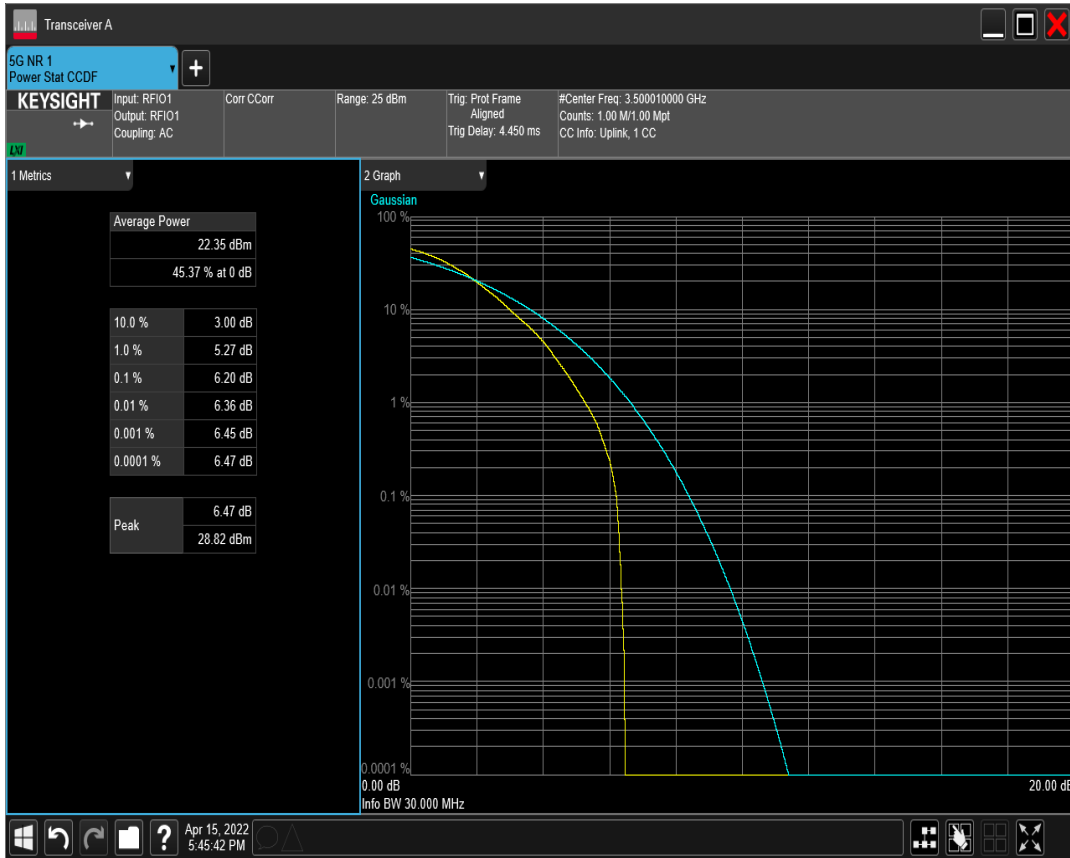 Transceiver A
5G NR 1
Power Stat CCDF
+
KEYSIGHT
LXI
Input: RFIO1
Output: RFIO1
Coupling: AC
Corr CCorr
Range: 25 dBm
Trig: Prot Frame
Aligned
Trig Delay: 4.450 ms
#Center Freq: 3.500010000 GHz
Counts: 1.00 M/1.00 Mpt
CC Info: Uplink, 1 CC
1 Metrics
Average Power
22.35 dBm
45.37 % at 0 dB
10.0 % 3.00 dB
1.0 % 5.27 dB
0.1 % 6.20 dB
0.01 % 6.36 dB
0.001 % 6.45 dB
0.0001 % 6.47 dB
Peak
6.47 dB
28.82 dBm
2 Graph
Gaussian
100 %
10 %
1 %
0.1 %
0.01 %
0.001 %
0.0001 %
0.00 dB 20.00 dB
Info BW 30.000 MHz
?
Apr 15, 2022
5:45:42 PM